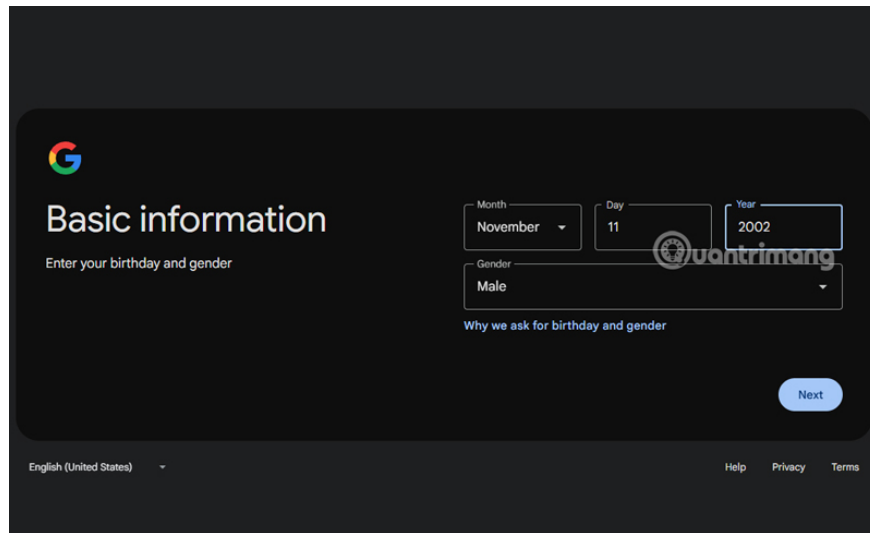 Basic information
Enter your birthday and gender
Month
November
Day
11
Year
2002
Gender
Male
Why we ask for birthday and gender
Next
English (United States)
Help
Privacy
Terms
Quantrimang